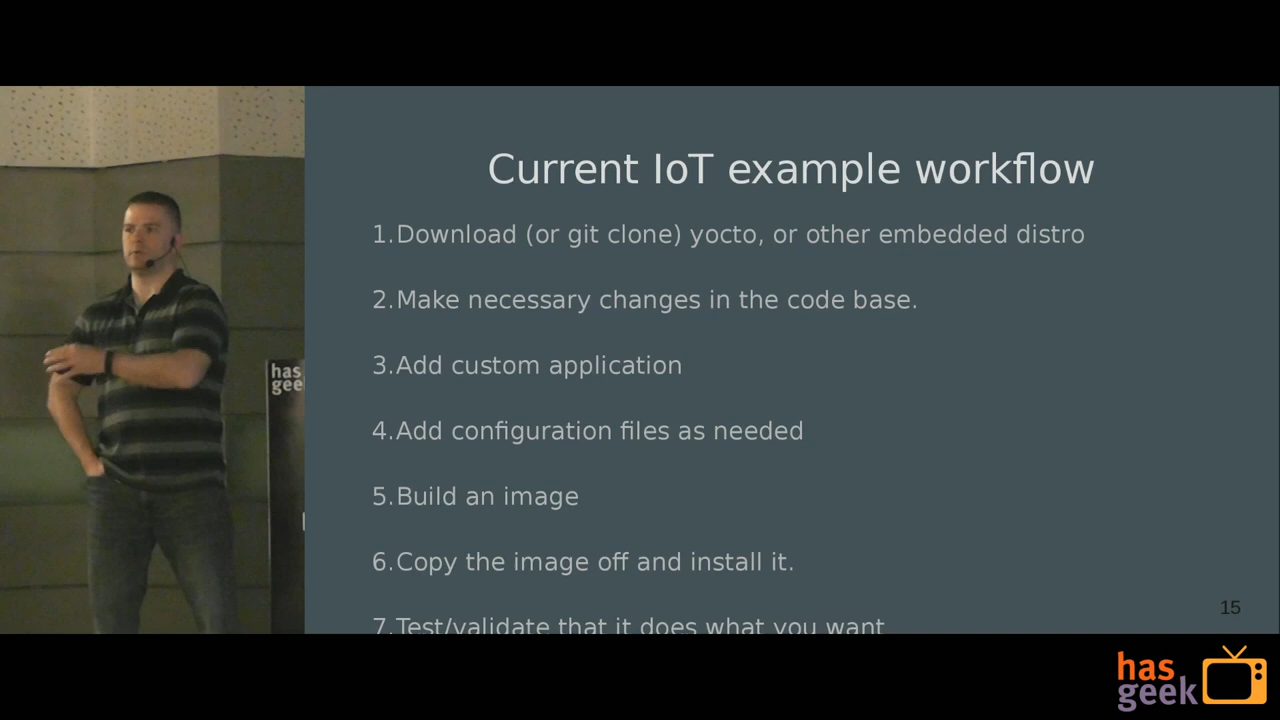 Current IoT example workflow
1.Download (or git clone) yocto, or other embedded distro
2.Make necessary changes in the code base.
3.Add custom application
4.Add configuration files as needed
5.Build an image
6.Copy the image off and install it.
7.Test/validate that it does what you want
15
has
gee
has
geek